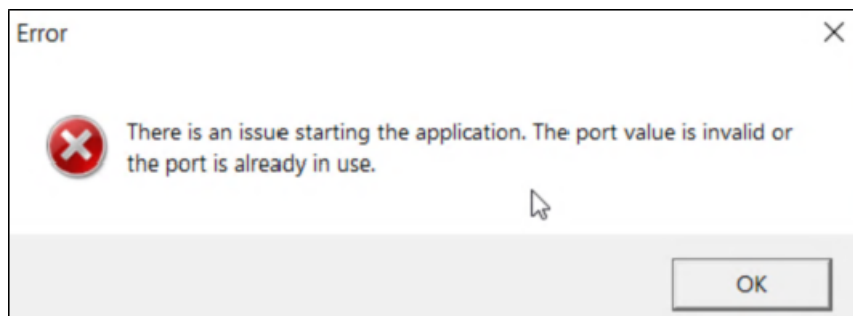 Error
There is an issue starting the application. The port value is invalid or
the port is already in use.
OK